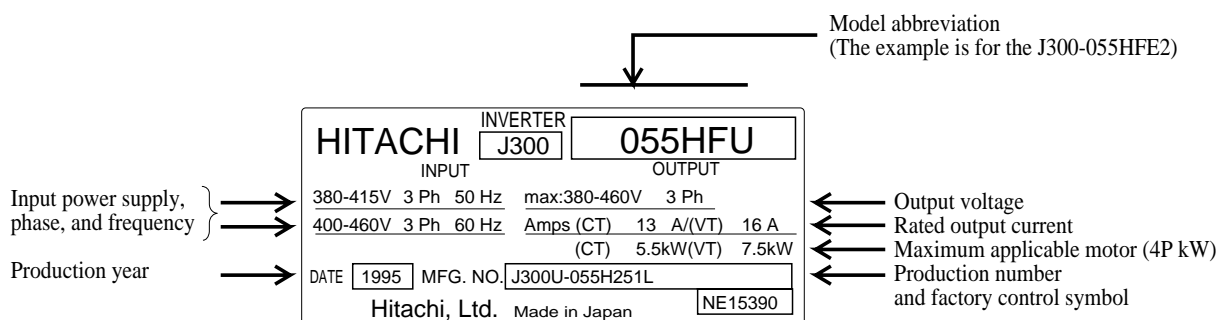 Model abbreviation
(The example is for the J300-055HFE2)
INVERTER
HITACHI J300 055HFU
INPUT OUTPUT
Input power supply,
phase, and frequency
380-415V 3 Ph 50 Hz max:380-460V 3 Ph
Output voltage
400-460V 3 Ph 60 Hz Amps (CT) 13 A/(VT) 16 A
Rated output current
(CT) 5.5kW(VT) 7.5kW
Maximum applicable motor (4P kW)
Production year
DATE 1995 MFG. NO. J300U-055H251L
Production number
and factory control symbol
Hitachi, Ltd. Made in Japan NE15390